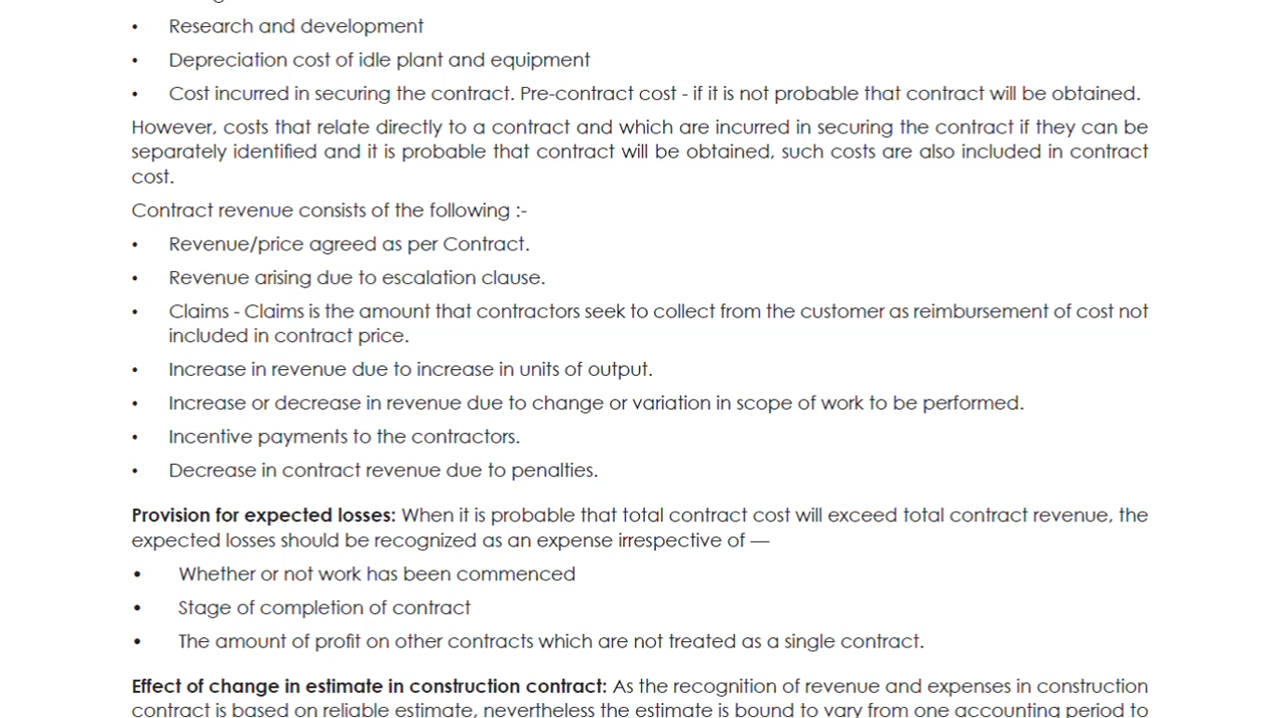 • Research and development
• Depreciation cost of idle plant and equipment
• Cost incurred in securing the contract. Pre-contract cost - if it is not probable that contract will be obtained.
However, costs that relate directly to a contract and which are incurred in securing the contract if they can be
separately identified and it is probable that contract will be obtained, such costs are also included in contract
cost.
Contract revenue consists of the following :-
• Revenue/price agreed as per Contract.
• Revenue arising due to escalation clause.
• Claims - Claims is the amount that contractors seek to collect from the customer as reimbursement of cost not
included in contract price.
• Increase in revenue due to increase in units of output.
• Increase or decrease in revenue due to change or variation in scope of work to be performed.
• Incentive payments to the contractors.
• Decrease in contract revenue due to penalties.
Provision for expected losses: When it is probable that total contract cost will exceed total contract revenue, the
expected losses should be recognized as an expense irrespective of —
• Whether or not work has been commenced
• Stage of completion of contract
• The amount of profit on other contracts which are not treated as a single contract.
Effect of change in estimate in construction contract: As the recognition of revenue and expenses in construction
contract is based on reliable estimate, nevertheless the estimate is bound to vary from one accounting period to